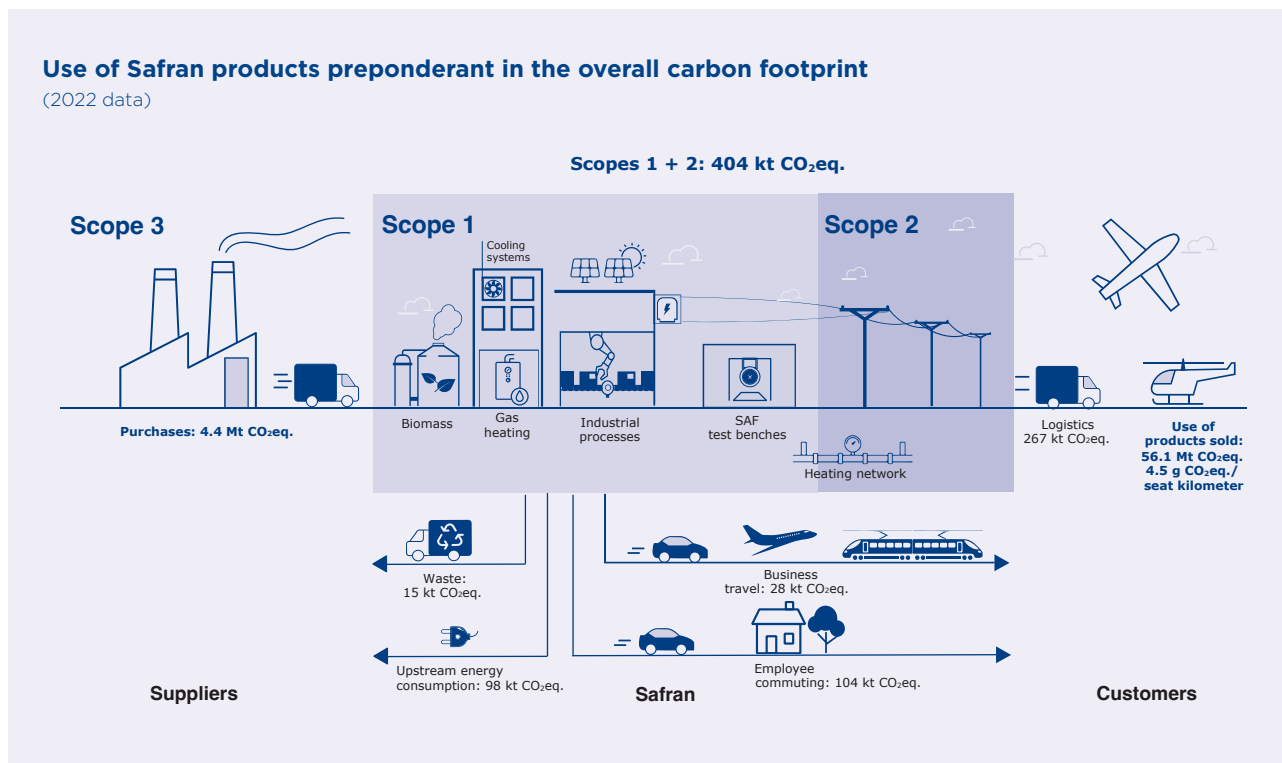 Use of Safran products preponderant in the overall carbon footprint
(2022 data)
Scopes 1 + 2: 404 kt CO₂eq.
Scope 3
Scope 1
Scope 2
Cooling
systems
Biomass
Gas
heating
Industrial
processes
SAF
test benches
Heating network
Purchases: 4.4 Mt CO₂eq.
Logistics
267 kt CO₂eq.
Use of
products sold:
56.1 Mt CO₂eq.
4.5 g CO₂eq./
seat kilometer
Waste:
15 kt CO₂eq.
Business
travel: 28 kt CO₂eq.
Upstream energy
consumption: 98 kt CO₂eq.
Employee
commuting: 104 kt CO₂eq.
Suppliers
Safran
Customers